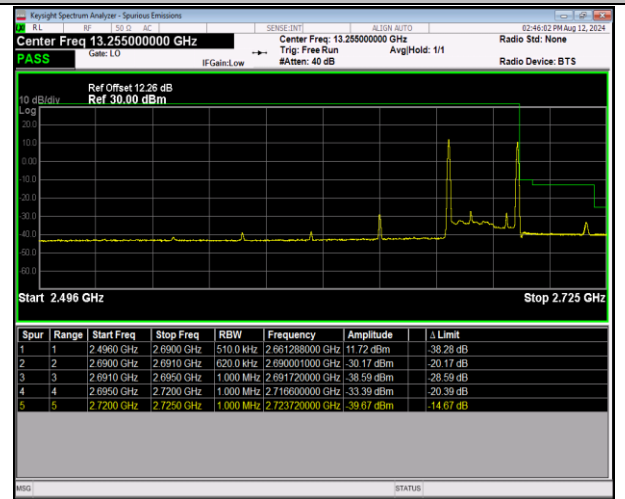 Keysight Spectrum Analyzer - Spurious Emissions
RL RF 50 Ω AC SENSE:INT ALIGN AUTO 02:46:02 PM Aug 12, 2024
Center Freq 13.255000000 GHz Center Freq: 13.255000000 GHz Radio Std: None
PASS Gate: LO IFGain:Low Trig: Free Run Avg|Hold: 1/1
#Atten: 40 dB Radio Device: BTS
Ref Offset 12.26 dB
10 dB/div Ref 30.00 dBm
Log
20.0
10.0
0.00
-10.0
-20.0
-30.0
-40.0
-50.0
-60.0
Start 2.496 GHz Stop 2.725 GHz
Spur Range Start Freq Stop Freq RBW Frequency Amplitude Δ Limit
1 1 2.4960 GHz 2.6900 GHz 510.0 kHz 2.661288000 GHz 11.72 dBm -38.28 dB
2 2 2.6900 GHz 2.6910 GHz 620.0 kHz 2.690001000 GHz -30.17 dBm -20.17 dB
3 3 2.6910 GHz 2.6950 GHz 1.000 MHz 2.691720000 GHz -38.59 dBm -28.59 dB
4 4 2.6950 GHz 2.7200 GHz 1.000 MHz 2.716600000 GHz -33.39 dBm -20.39 dB
5 5 2.7200 GHz 2.7250 GHz 1.000 MHz 2.723720000 GHz -39.67 dBm -14.67 dB
MSG STATUS